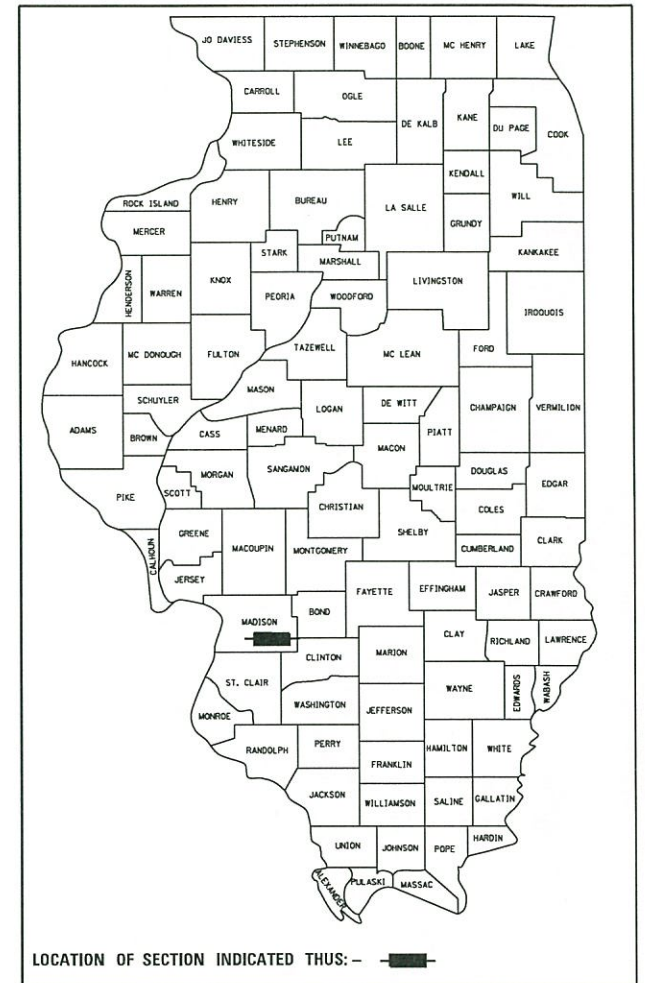 JO DAVIESS STEPHENSON WINNEBAGO BOONE MC HENRY LAKE
CARROLL OGLE DE KALB KANE DU PAGE COOK
WHITESIDE LEE
KENDALL
ROCK ISLAND HENRY BUREAU LA SALLE WILL
GRUNDY
MERCER PUTNAM
STARK MARSHALL KANKAKEE
HENDERSON WARREN KNOX PEORIA WOODFORD LIVINGSTON
IROQUOIS
HANCOCK MC DONOUGH FULTON TAZEWELL MC LEAN FORD
MASON
SCHUYLER LOGAN DE WITT CHAMPAIGN VERMILION
ADAMS BROWN CASS MENARD MACON PIATT
MORGAN SANGAMON DOUGLAS
PIKE SCOTT CHRISTIAN MOULTRIE EDGAR
COLES
CALHOUN GREENE MACOUPIN MONTGOMERY SHELBY CUMBERLAND CLARK
JERSEY
FAYETTE EFFINGHAM JASPER CRAWFORD
MADISON BOND
CLAY RICHLAND LAWRENCE
CLINTON MARION
ST. CLAIR WAYNE EDWARDS WABASH
WASHINGTON JEFFERSON
MONROE
RANDOLPH PERRY HAMILTON WHITE
FRANKLIN
JACKSON WILLIAMSON SALINE GALLATIN
HARDIN
UNION JOHNSON POPE
ALEXANDER PULASKI MASSAC
LOCATION OF SECTION INDICATED THUS: –